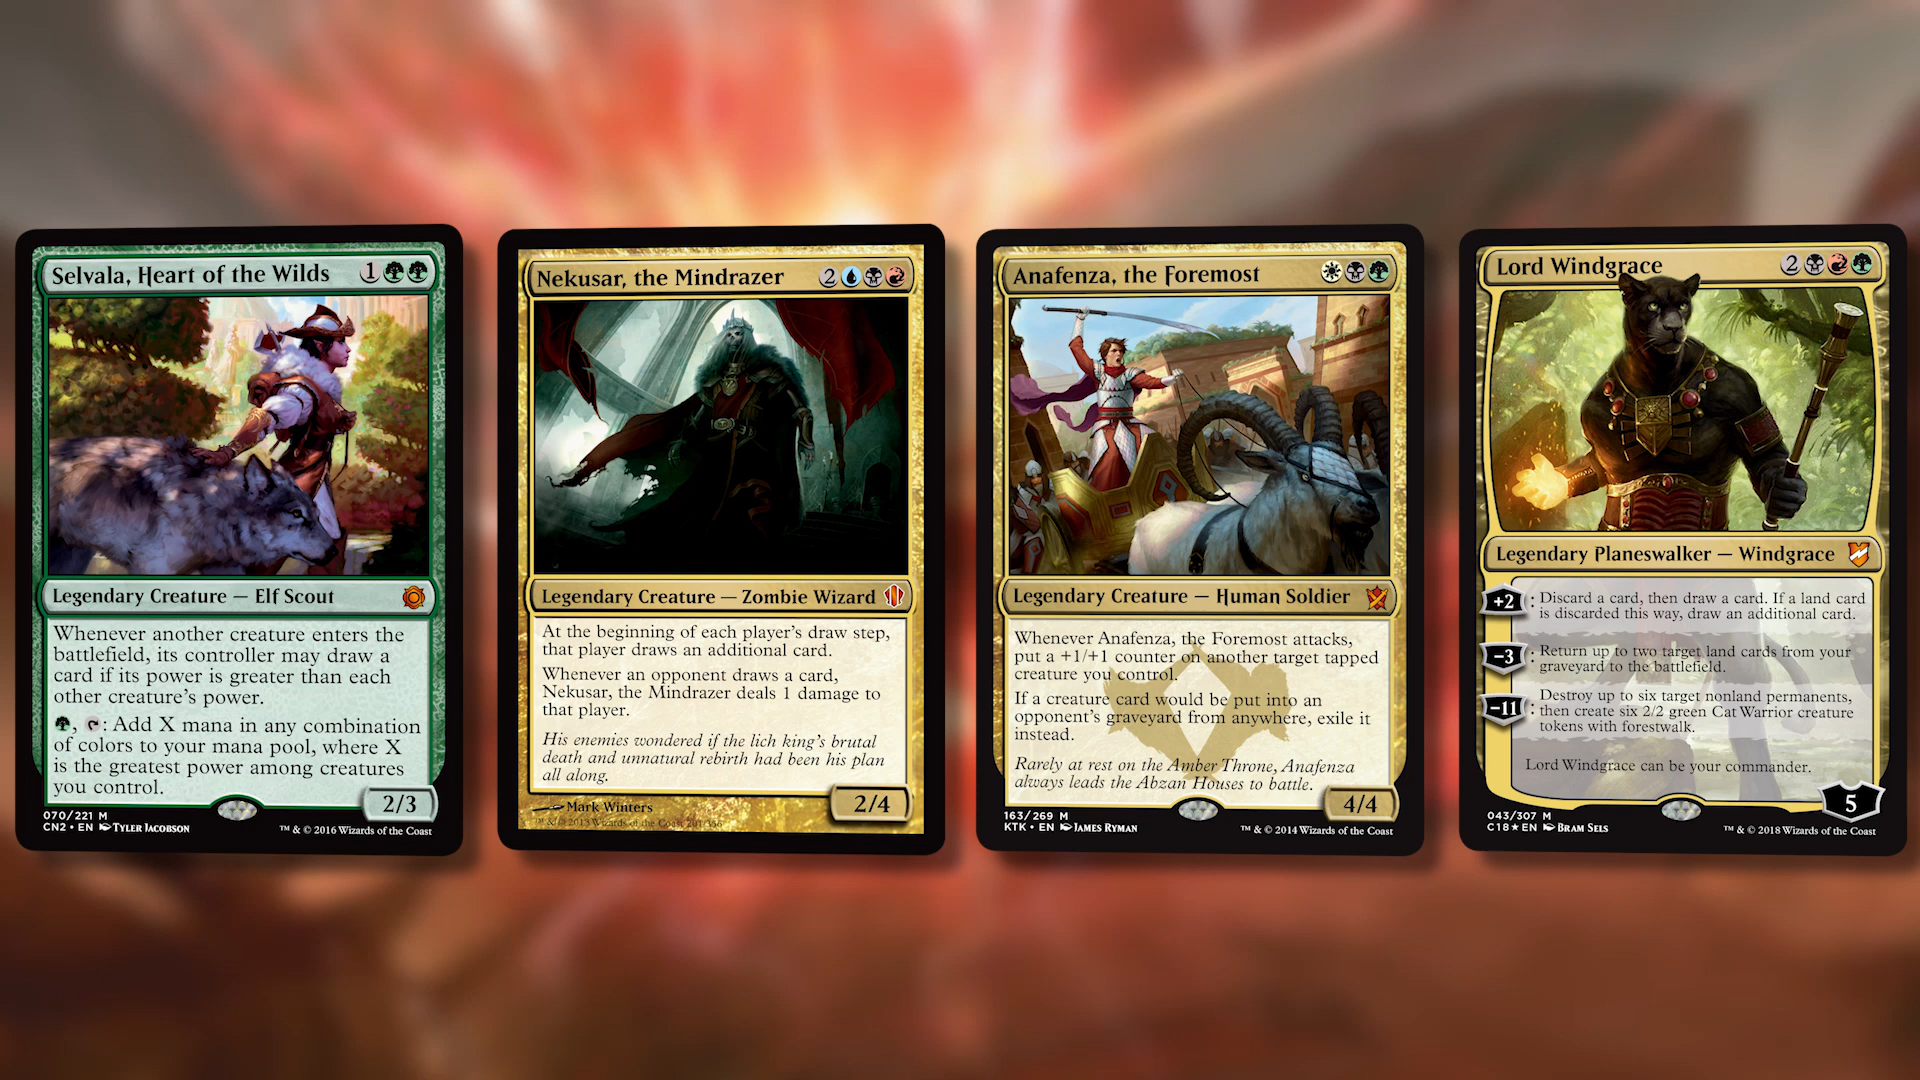 Selvala, Heart of the Wilds 1
Legendary Creature — Elf Scout
Whenever another creature enters the
battlefield, its controller may draw a
card if its power is greater than each
other creature's power.
, : Add X mana in any combination
of colors to your mana pool, where X
is the greatest power among creatures
you control.
2/3
070/221 M
CN2 • EN Tyler Jacobson
™ & © 2016 Wizards of the Coast
Nekusar, the Mindrazer 2
Legendary Creature — Zombie Wizard
At the beginning of each player's draw step,
that player draws an additional card.
Whenever an opponent draws a card,
Nekusar, the Mindrazer deals 1 damage to
that player.
His enemies wondered if the lich king's brutal
death and unnatural rebirth had been his plan
all along.
Mark Winters
2/4
™ & © 2013 Wizards of the Coast
Anafenza, the Foremost
Legendary Creature — Human Soldier
Whenever Anafenza, the Foremost attacks,
put a +1/+1 counter on another target tapped
creature you control.
If a creature card would be put into an
opponent's graveyard from anywhere, exile it
instead.
Rarely at rest on the Amber Throne, Anafenza
always leads the Abzan Houses to battle.
4/4
163/269 M
KTK • EN James Ryman
™ & © 2014 Wizards of the Coast
Lord Windgrace 2
Legendary Planeswalker — Windgrace
+2 : Discard a card, then draw a card. If a land card
is discarded this way, draw an additional card.
−3 : Return up to two target land cards from your
graveyard to the battlefield.
−11 : Destroy up to six target nonland permanents,
then create six 2/2 green Cat Warrior creature
tokens with forestwalk.
Lord Windgrace can be your commander.
5
043/307 M
C18 ★ EN Bram Sels
™ & © 2018 Wizards of the Coast